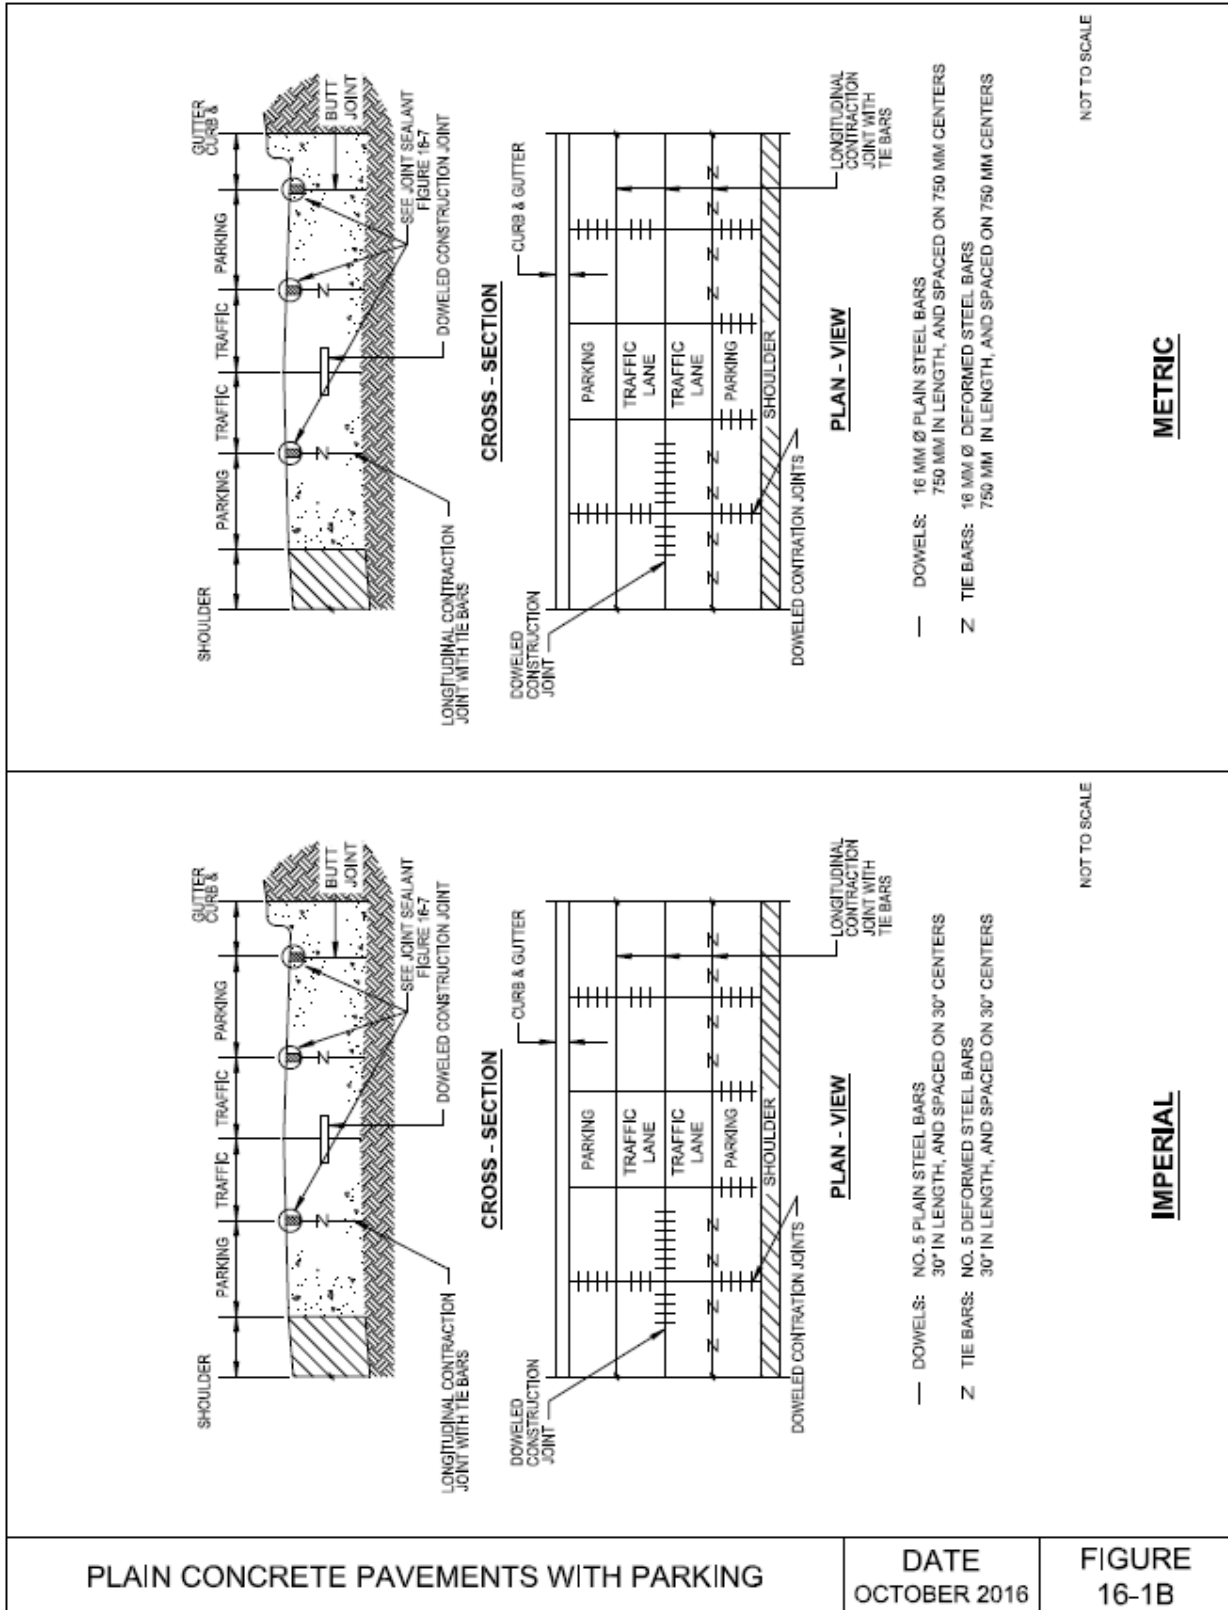 GUTTER
CURB &
PARKING
TRAFFIC
TRAFFIC
PARKING
SHOULDER
BUTT
JOINT
SEE JOINT SEALANT
FIGURE 16-7
DOWELED CONSTRUCTION JOINT
LONGITUDINAL CONTRACTION
JOINT WITH TIE BARS
Z
Z
CROSS - SECTION
CURB & GUTTER
PARKING
TRAFFIC
LANE
TRAFFIC
LANE
PARKING
SHOULDER
Z Z Z Z Z Z Z
DOWELED
CONSTRUCTION
JOINT
LONGITUDINAL
CONTRACTION
JOINT WITH
TIE BARS
DOWELED CONTRATION JOINTS
PLAN - VIEW
— DOWELS: 16 MM Ø PLAIN STEEL BARS
750 MM IN LENGTH, AND SPACED ON 750 MM CENTERS
Z TIE BARS: 16 MM Ø DEFORMED STEEL BARS
750 MM IN LENGTH, AND SPACED ON 750 MM CENTERS
NOT TO SCALE
METRIC
GUTTER
CURB &
PARKING
TRAFFIC
TRAFFIC
PARKING
SHOULDER
BUTT
JOINT
SEE JOINT SEALANT
FIGURE 16-7
DOWELED CONSTRUCTION JOINT
LONGITUDINAL CONTRACTION
JOINT WITH TIE BARS
Z
Z
CROSS - SECTION
CURB & GUTTER
PARKING
TRAFFIC
LANE
TRAFFIC
LANE
PARKING
SHOULDER
Z Z Z Z Z Z Z
DOWELED
CONSTRUCTION
JOINT
LONGITUDINAL
CONTRACTION
JOINT WITH
TIE BARS
DOWELED CONTRATION JOINTS
PLAN - VIEW
— DOWELS: NO. 5 PLAIN STEEL BARS
30" IN LENGTH, AND SPACED ON 30" CENTERS
Z TIE BARS: NO. 5 DEFORMED STEEL BARS
30" IN LENGTH, AND SPACED ON 30" CENTERS
NOT TO SCALE
IMPERIAL
PLAIN CONCRETE PAVEMENTS WITH PARKING
DATE
OCTOBER 2016
FIGURE
16-1B